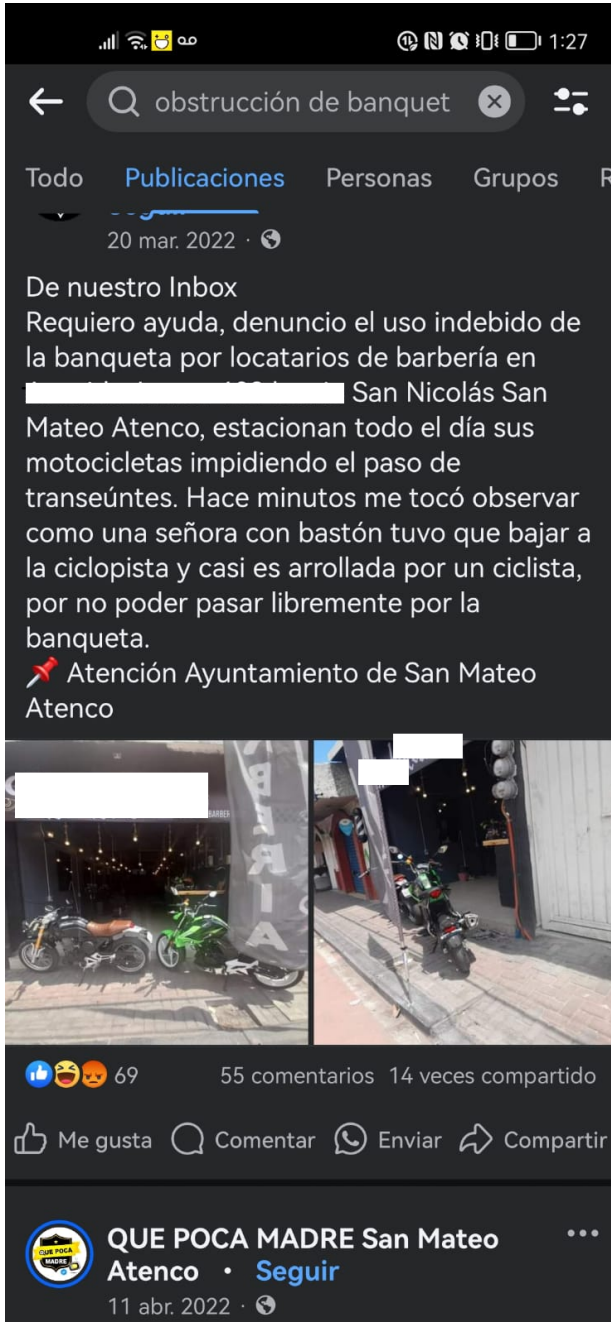 1:27
obstrucción de banquet
Todo Publicaciones Personas Grupos
20 mar. 2022 ·
De nuestro Inbox
Requiero ayuda, denuncio el uso indebido de
la banqueta por locatarios de barbería en
San Nicolás San
Mateo Atenco, estacionan todo el día sus
motocicletas impidiendo el paso de
transeúntes. Hace minutos me tocó observar
como una señora con bastón tuvo que bajar a
la ciclopista y casi es arrollada por un ciclista,
por no poder pasar libremente por la
banqueta.
📌 Atención Ayuntamiento de San Mateo
Atenco
BARBER
BERIA
69 55 comentarios 14 veces compartido
Me gusta Comentar Enviar Compartir
QUE POCA MADRE
QUE POCA MADRE San Mateo
Atenco · Seguir
11 abr. 2022 ·